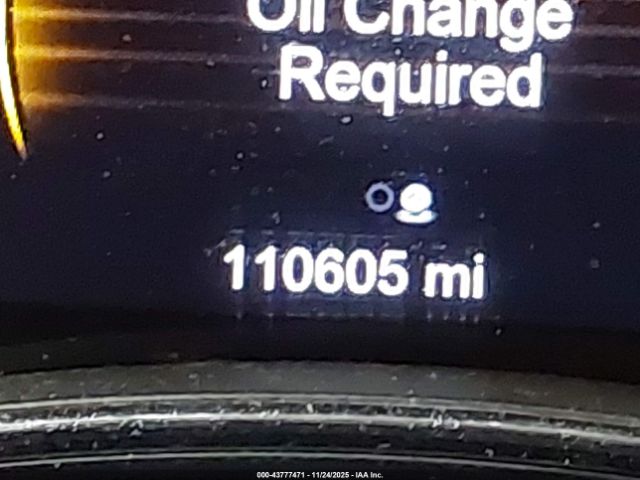 Oil Change
Required
110605 mi
000-43777471 - 11/24/2025 - IAA Inc.